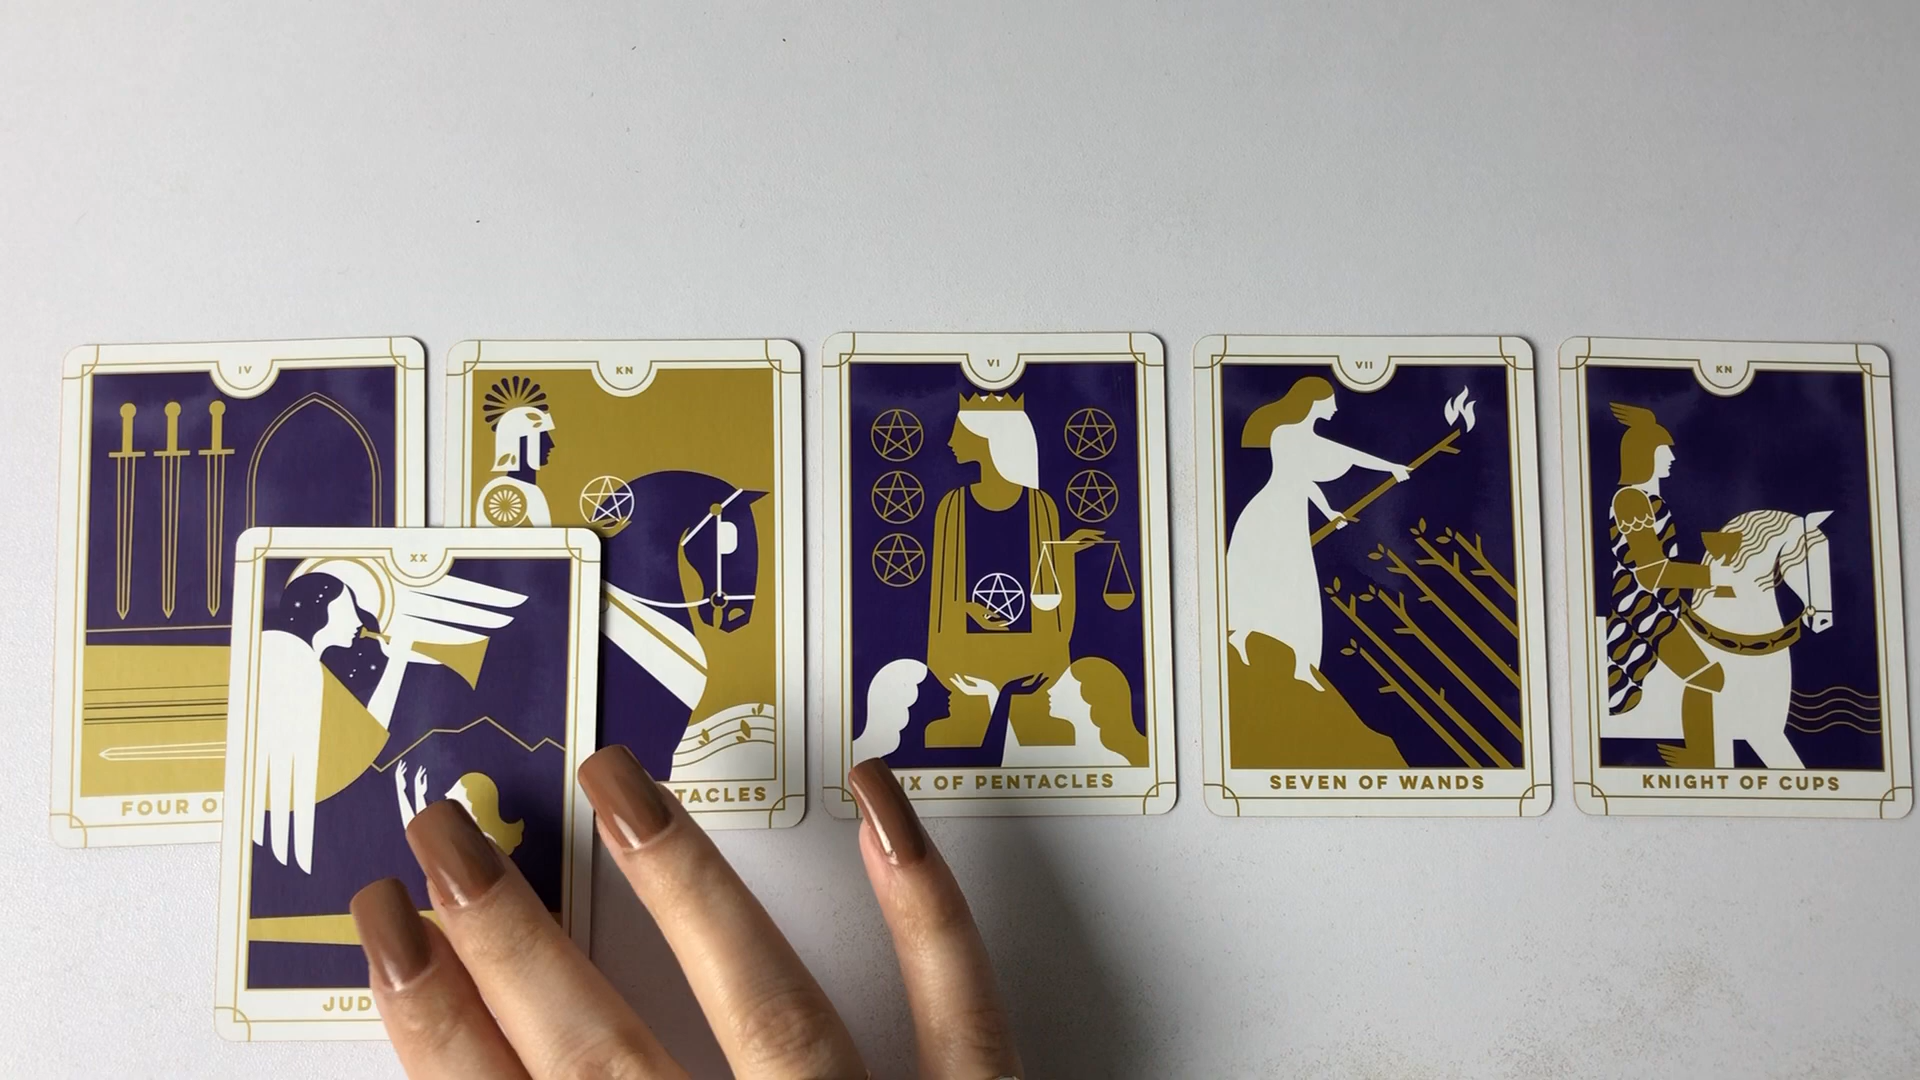 IV
FOUR O
KN
TACLES
VI
IX OF PENTACLES
VII
SEVEN OF WANDS
KN
KNIGHT OF CUPS
XX
JUD